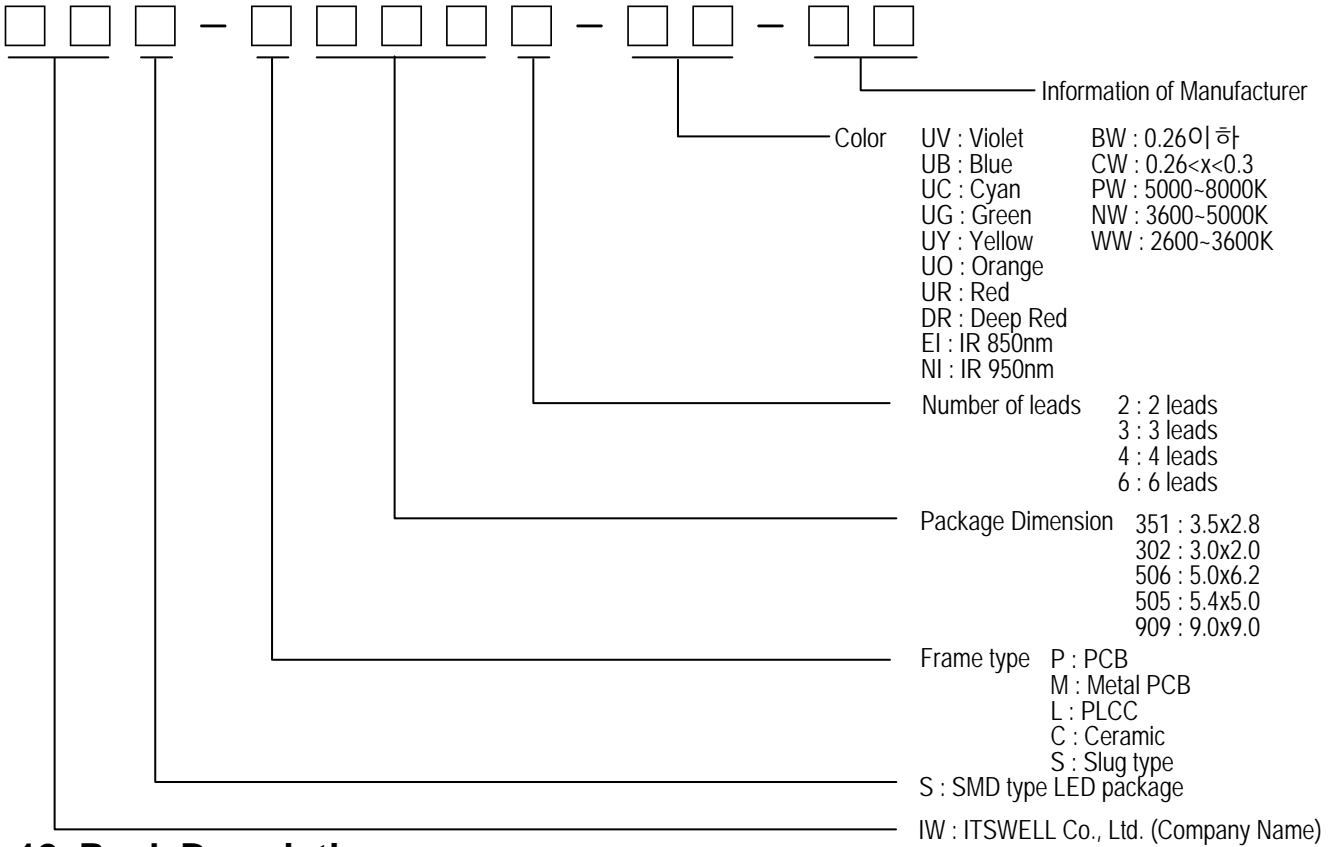 Information of Manufacturer
Color UV : Violet BW : 0.26이하
UB : Blue CW : 0.26<x<0.3
UC : Cyan PW : 5000~8000K
UG : Green NW : 3600~5000K
UY : Yellow WW : 2600~3600K
UO : Orange
UR : Red
DR : Deep Red
EI : IR 850nm
NI : IR 950nm
Number of leads 2 : 2 leads
3 : 3 leads
4 : 4 leads
6 : 6 leads
Package Dimension 351 : 3.5x2.8
302 : 3.0x2.0
506 : 5.0x6.2
505 : 5.4x5.0
909 : 9.0x9.0
Frame type P : PCB
M : Metal PCB
L : PLCC
C : Ceramic
S : Slug type
S : SMD type LED package
IW : ITSWELL Co., Ltd. (Company Name)